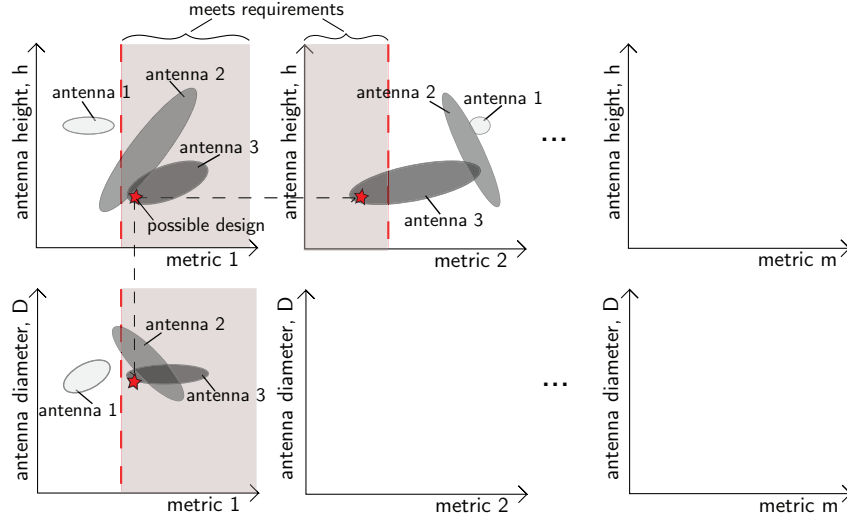 meets requirements
antenna height, h
antenna 1
antenna 2
antenna 3
possible design
metric 1
antenna height, h
antenna 2
antenna 1
antenna 3
metric 2
...
antenna height, h
metric m
antenna diameter, D
antenna 2
antenna 3
antenna 1
metric 1
antenna diameter, D
metric 2
...
antenna diameter, D
metric m